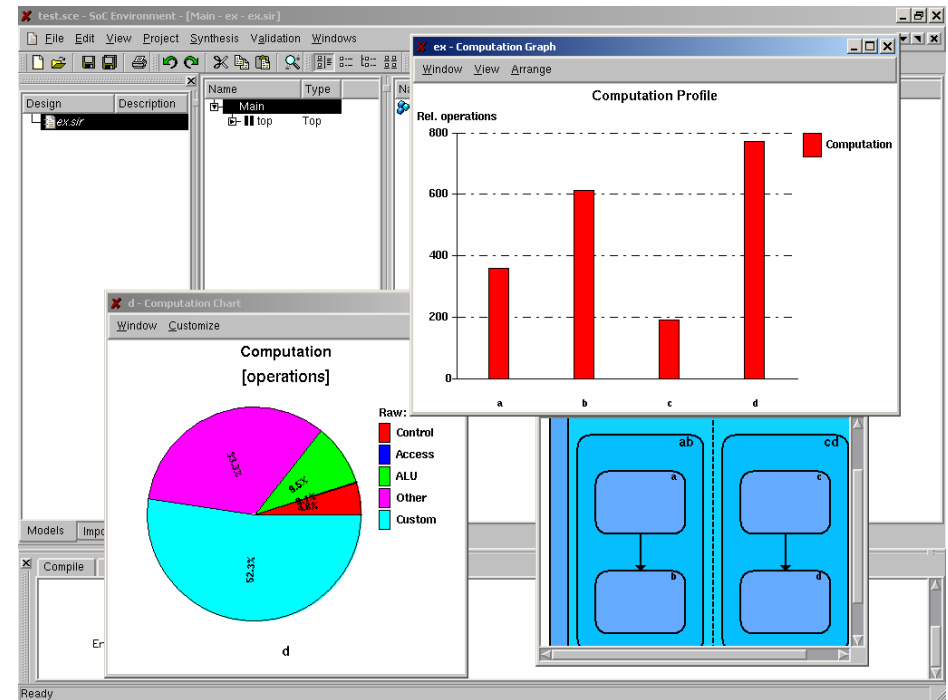 test.sce - SoC Environment - [Main - ex - ex.sir]
File Edit View Project Synthesis Validation Windows
Design Description
ex.sir
Name Type
Main
top Top
Models
Compile
Ready
ex - Computation Graph
Window View Arrange
Computation Profile
Rel. operations
800
600
400
200
0
a b c d
Computation
d - Computation Chart
Window Customize
Computation
[operations]
33.3%
9.5%
52.3%
d
Raw:
Control
Access
ALU
Other
Custom
ab cd
a c
b d